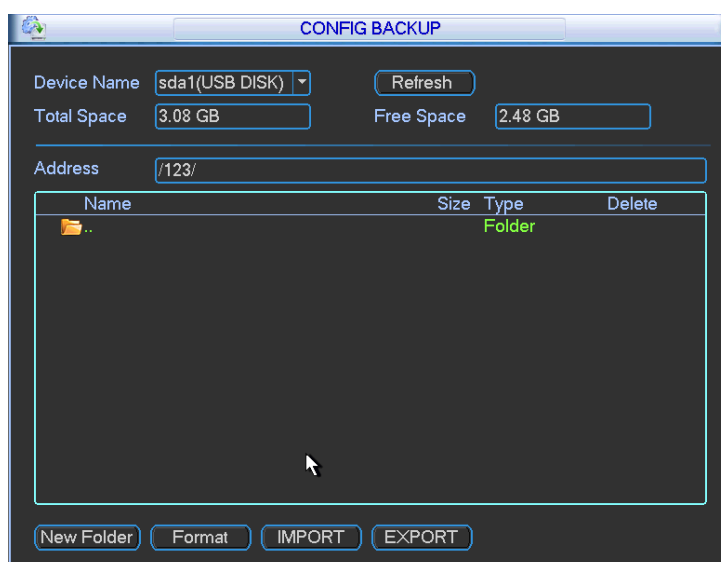 CONFIG BACKUP
Device Name sda1(USB DISK) Refresh
Total Space 3.08 GB Free Space 2.48 GB
Address /123/
Name Size Type Delete
.. Folder
New Folder Format IMPORT EXPORT